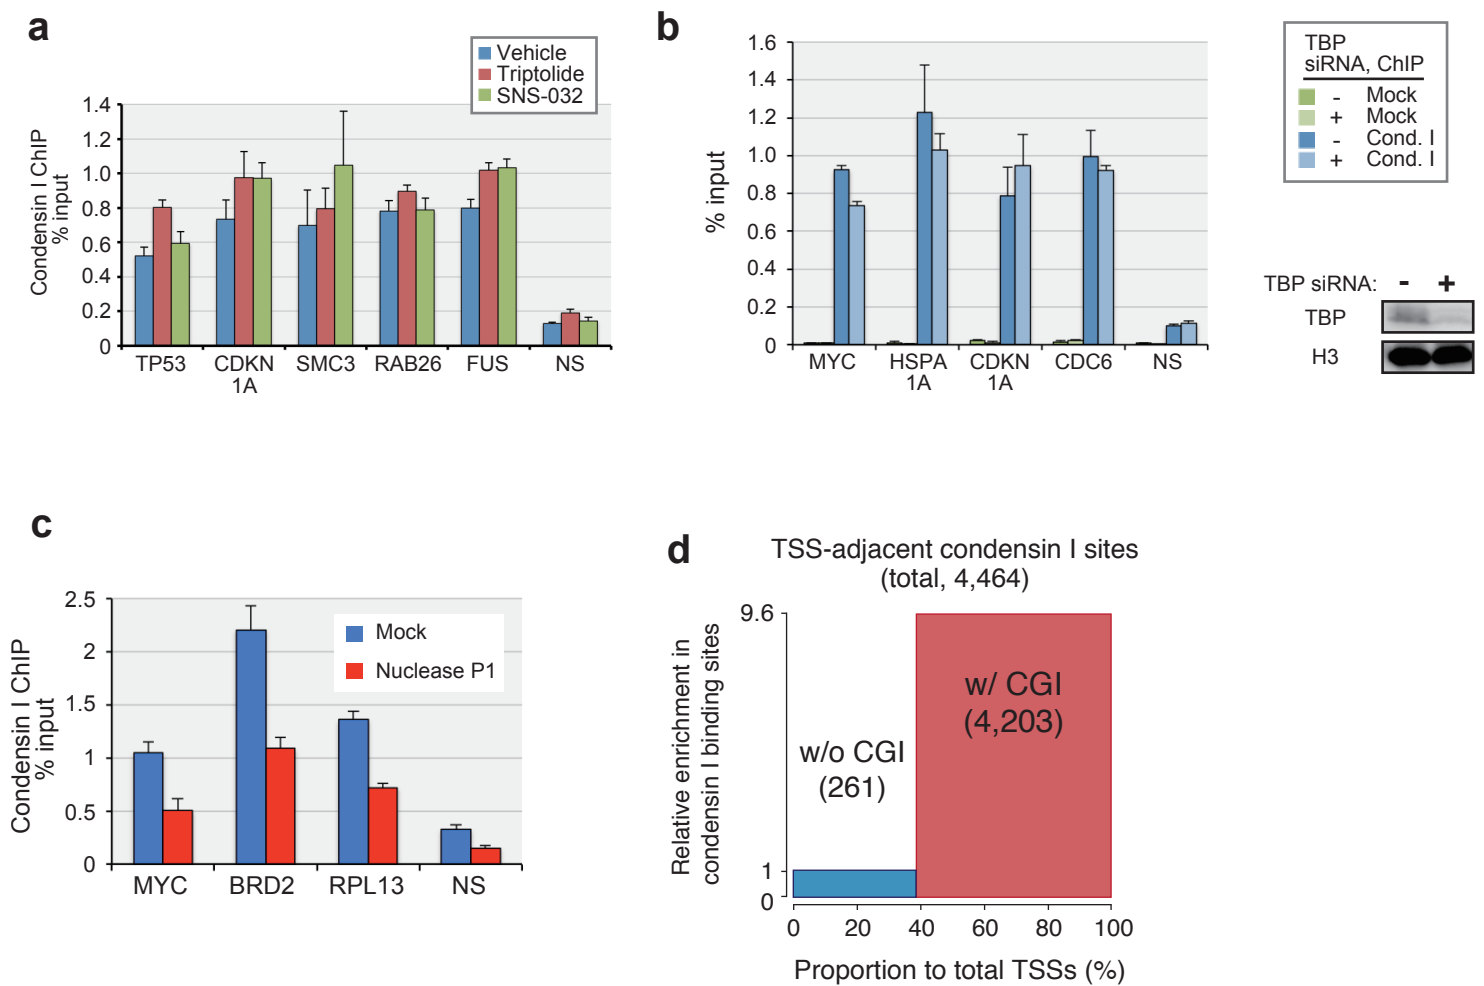 a
Vehicle
Triptolide
SNS-032
Condensin I ChIP
% input
1.4
1.2
1.0
0.8
0.6
0.4
0.2
0
TP53
CDKN
1A
SMC3
RAB26
FUS
NS
b
% input
1.6
1.4
1.2
1.0
0.8
0.6
0.4
0.2
0
MYC
HSPA
1A
CDKN
1A
CDC6
NS
TBP
siRNA, ChIP
- Mock
+ Mock
- Cond. I
+ Cond. I
TBP siRNA: - +
TBP
H3
c
Condensin I ChIP
% input
2.5
2
1.5
1
0.5
0
Mock
Nuclease P1
MYC
BRD2
RPL13
NS
d
TSS-adjacent condensin I sites
(total, 4,464)
Relative enrichment in
condensin I binding sites
9.6
1
0
w/o CGI
(261)
w/ CGI
(4,203)
0
20
40
60
80
100
Proportion to total TSSs (%)